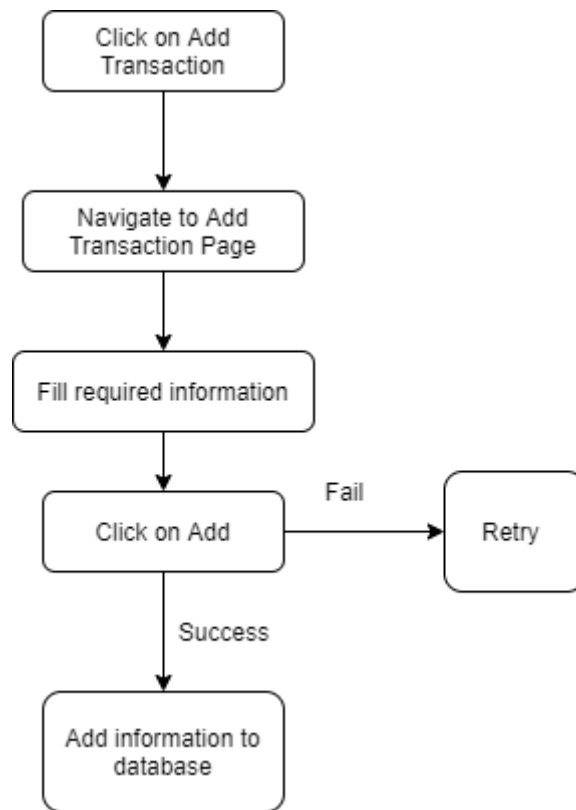 Click on Add
Transaction
Navigate to Add
Transaction Page
Fill required information
Click on Add
Fail
Retry
Success
Add information to
database